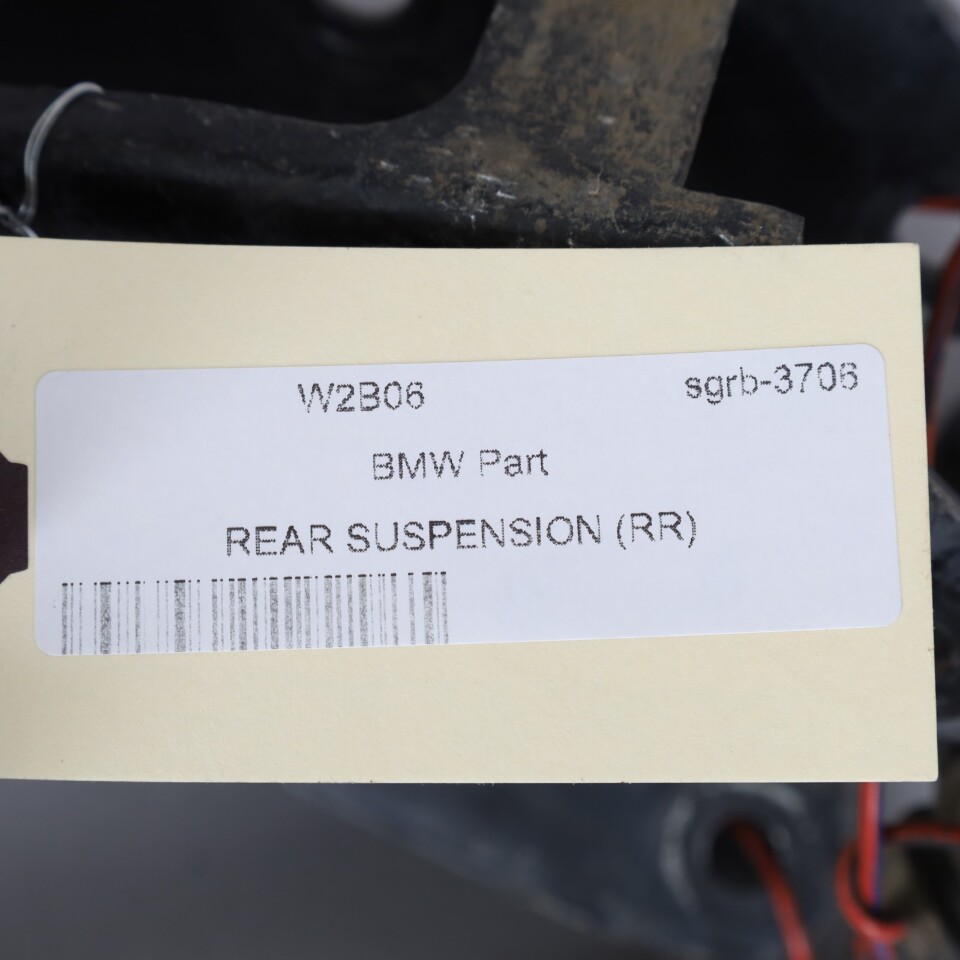 W2B06 sgrb-3706
BMW Part
REAR SUSPENSION (RR)